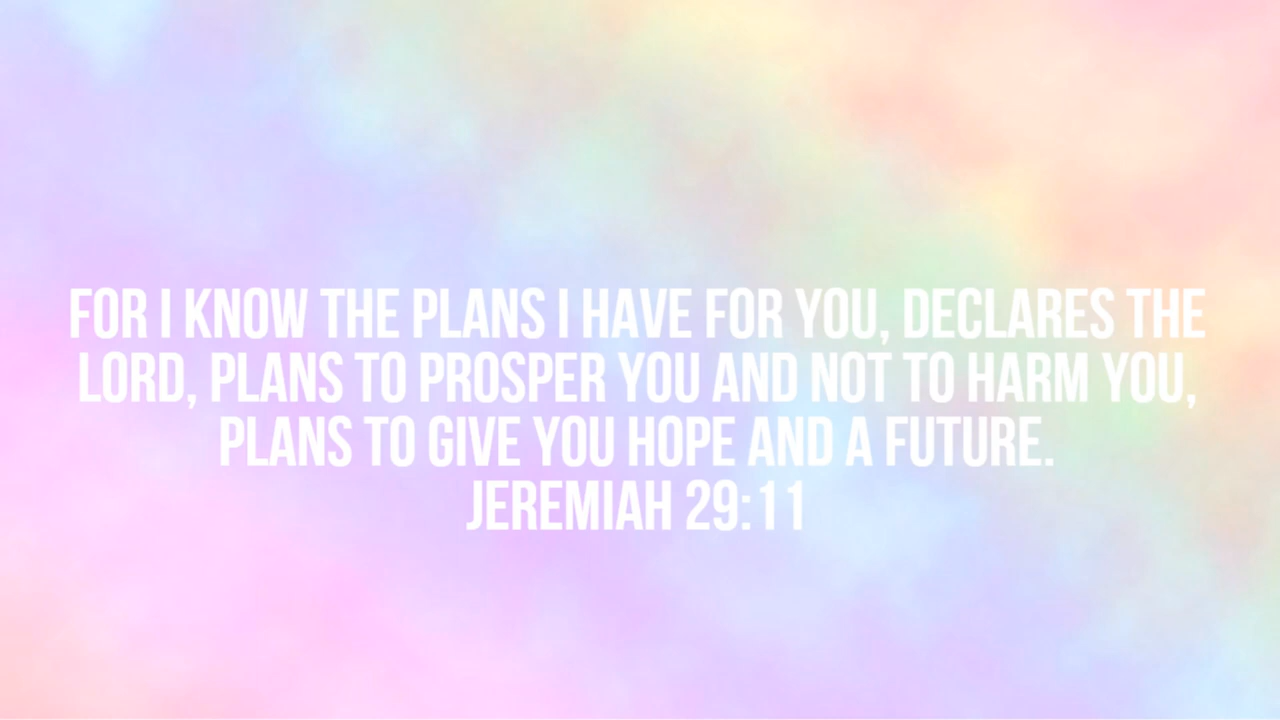 FOR I KNOW THE PLANS I HAVE FOR YOU, DECLARES THE
LORD, PLANS TO PROSPER YOU AND NOT TO HARM YOU,
PLANS TO GIVE YOU HOPE AND A FUTURE.
JEREMIAH 29:11